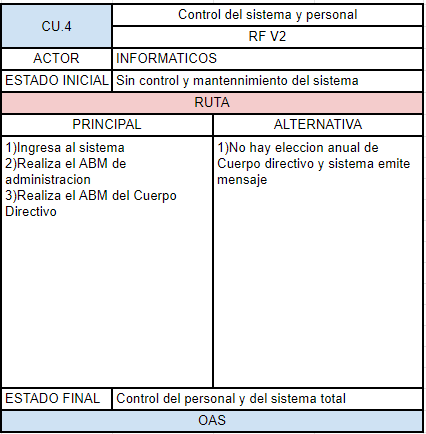 CU.4
Control del sistema y personal
RF V2
ACTOR
INFORMATICOS
ESTADO INICIAL
Sin control y mantennimiento del sistema
RUTA
PRINCIPAL
ALTERNATIVA
1)Ingresa al sistema
2)Realiza el ABM de
administracion
3)Realiza el ABM del Cuerpo
Directivo
1)No hay eleccion anual de
Cuerpo directivo y sistema emite
mensaje
ESTADO FINAL
Control del personal y del sistema total
OAS